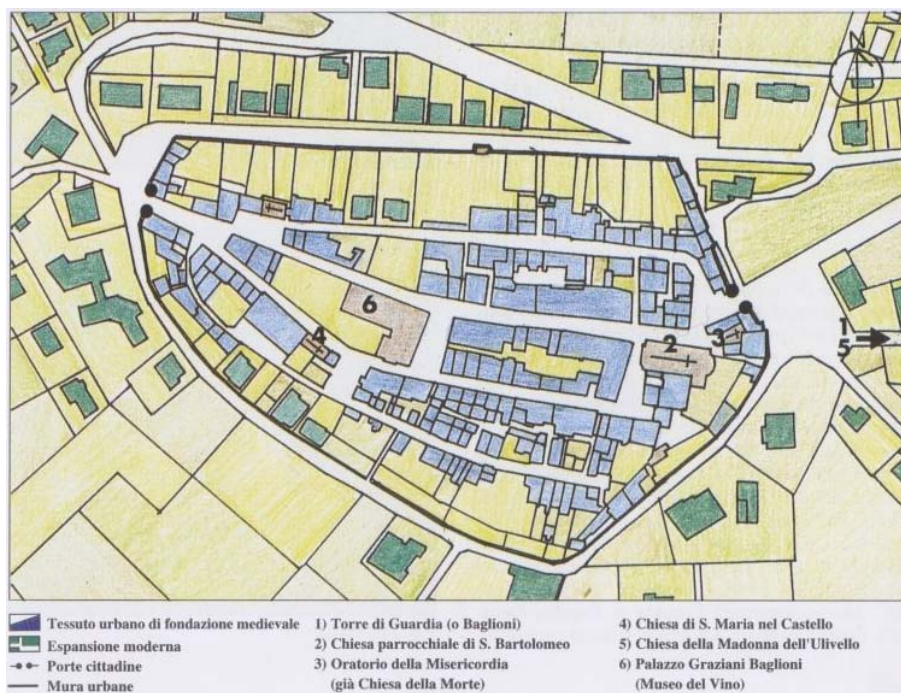 N
6
4
3
2
1
5
Tessuto urbano di fondazione medievale
Espansione moderna
Porte cittadine
Mura urbane
1) Torre di Guardia (o Baglioni)
2) Chiesa parrocchiale di S. Bartolomeo
3) Oratorio della Misericordia
(già Chiesa della Morte)
4) Chiesa di S. Maria nel Castello
5) Chiesa della Madonna dell'Ulivello
6) Palazzo Graziani Baglioni
(Museo del Vino)